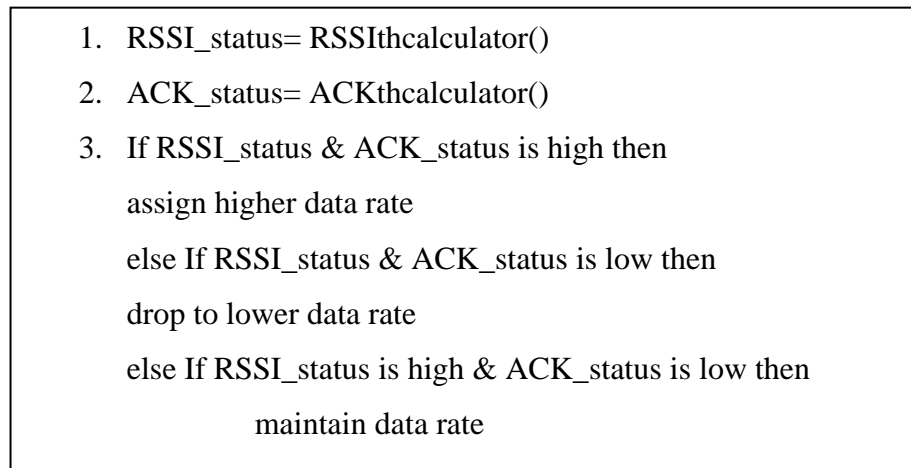 1. RSSI_status= RSSIthcalculator()
2. ACK_status= ACKthcalculator()
3. If RSSI_status & ACK_status is high then
assign higher data rate
else If RSSI_status & ACK_status is low then
drop to lower data rate
else If RSSI_status is high & ACK_status is low then
maintain data rate